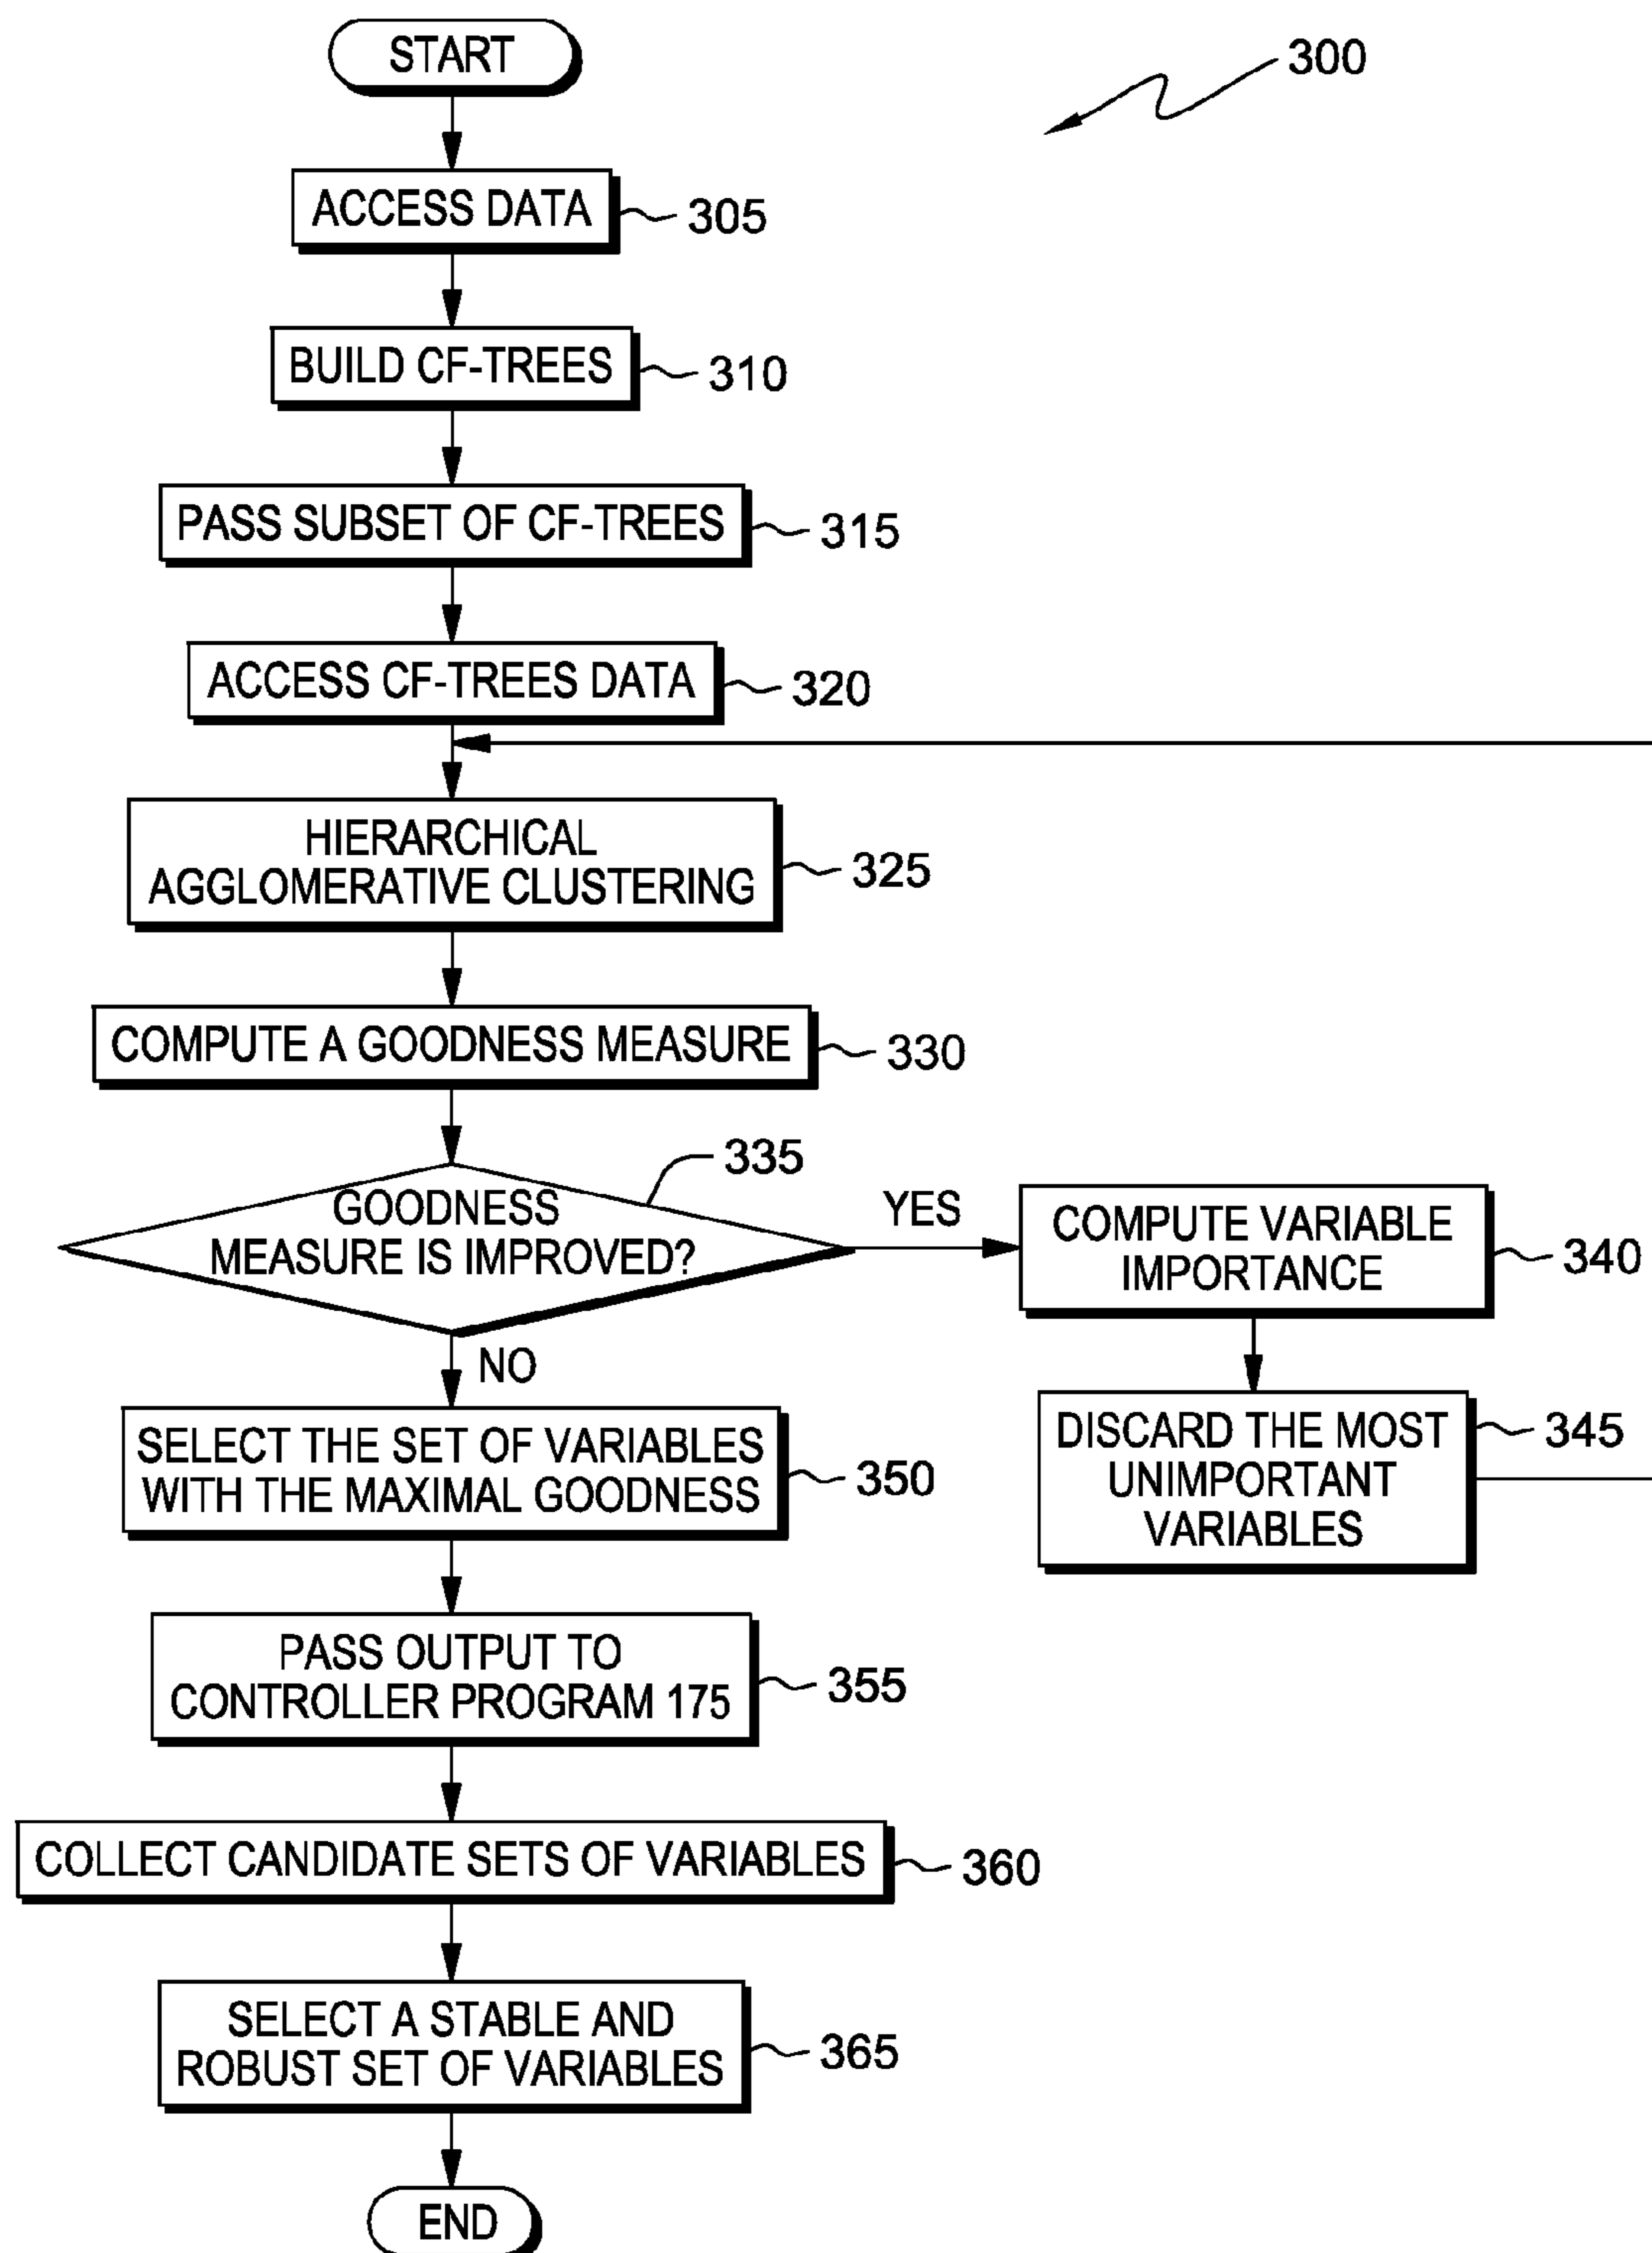 START
300
ACCESS DATA
305
BUILD CF-TREES
310
PASS SUBSET OF CF-TREES
315
ACCESS CF-TREES DATA
320
HIERARCHICAL
AGGLOMERATIVE CLUSTERING
325
COMPUTE A GOODNESS MEASURE
330
335
GOODNESS
MEASURE IS IMPROVED?
YES
COMPUTE VARIABLE
IMPORTANCE
340
NO
DISCARD THE MOST
UNIMPORTANT
VARIABLES
345
SELECT THE SET OF VARIABLES
WITH THE MAXIMAL GOODNESS
350
PASS OUTPUT TO
CONTROLLER PROGRAM 175
355
COLLECT CANDIDATE SETS OF VARIABLES
360
SELECT A STABLE AND
ROBUST SET OF VARIABLES
365
END